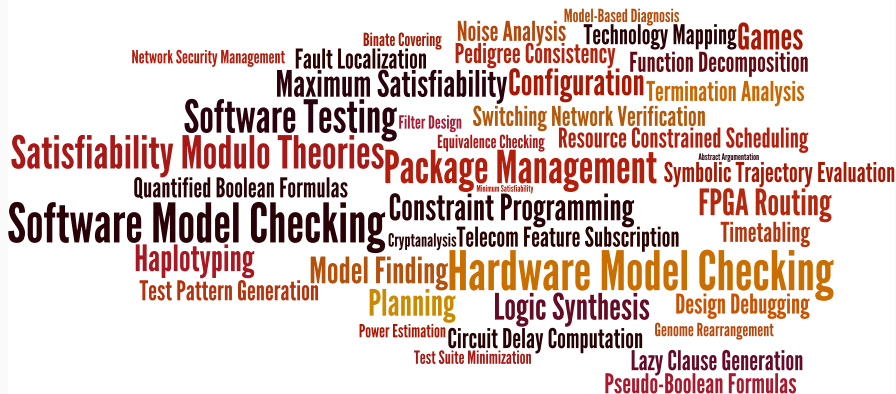 Model-Based Diagnosis
Noise Analysis
Technology Mapping
Games
Binate Covering
Network Security Management
Fault Localization
Pedigree Consistency
Function Decomposition
Maximum Satisfiability
Configuration
Termination Analysis
Software Testing
Filter Design
Switching Network Verification
Equivalence Checking
Resource Constrained Scheduling
Satisfiability Modulo Theories
Package Management
Abstract Argumentation
Symbolic Trajectory Evaluation
Quantified Boolean Formulas
Minimum Satisfiability
Software Model Checking
Constraint Programming
FPGA Routing
Cryptanalysis
Telecom Feature Subscription
Timetabling
Haplotyping
Model Finding
Hardware Model Checking
Test Pattern Generation
Planning
Logic Synthesis
Design Debugging
Power Estimation
Circuit Delay Computation
Genome Rearrangement
Test Suite Minimization
Lazy Clause Generation
Pseudo-Boolean Formulas